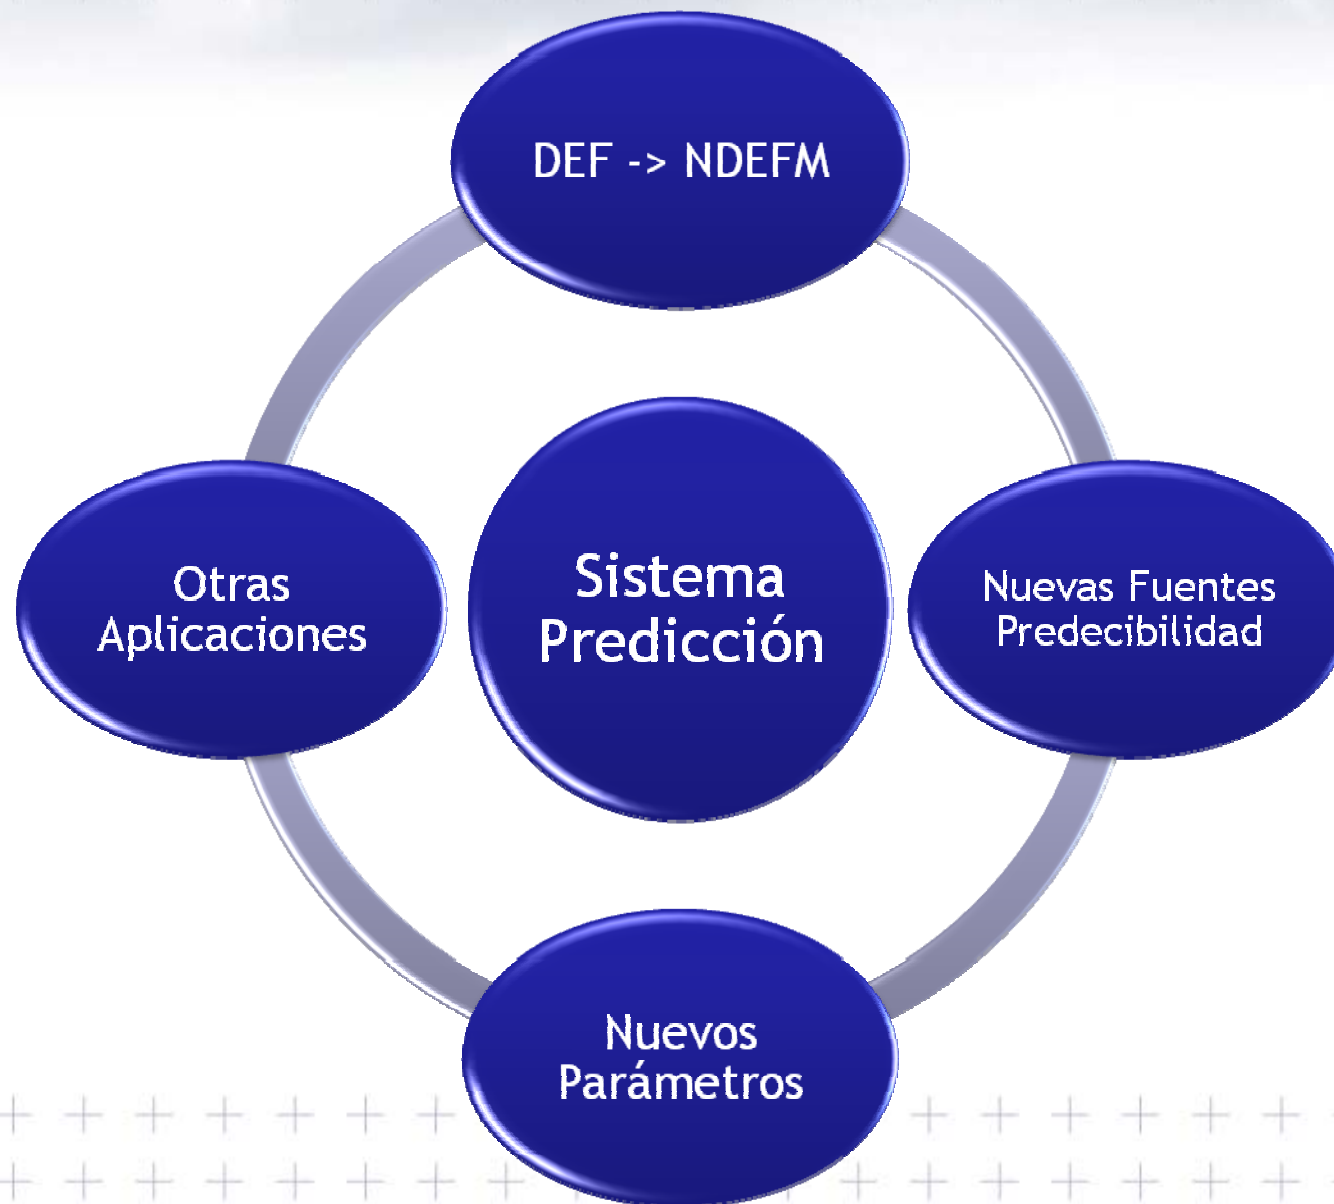 DEF -> NDEFM
Otras
Aplicaciones
Sistema
Predicción
Nuevas Fuentes
Predecibilidad
Nuevos
Parámetros